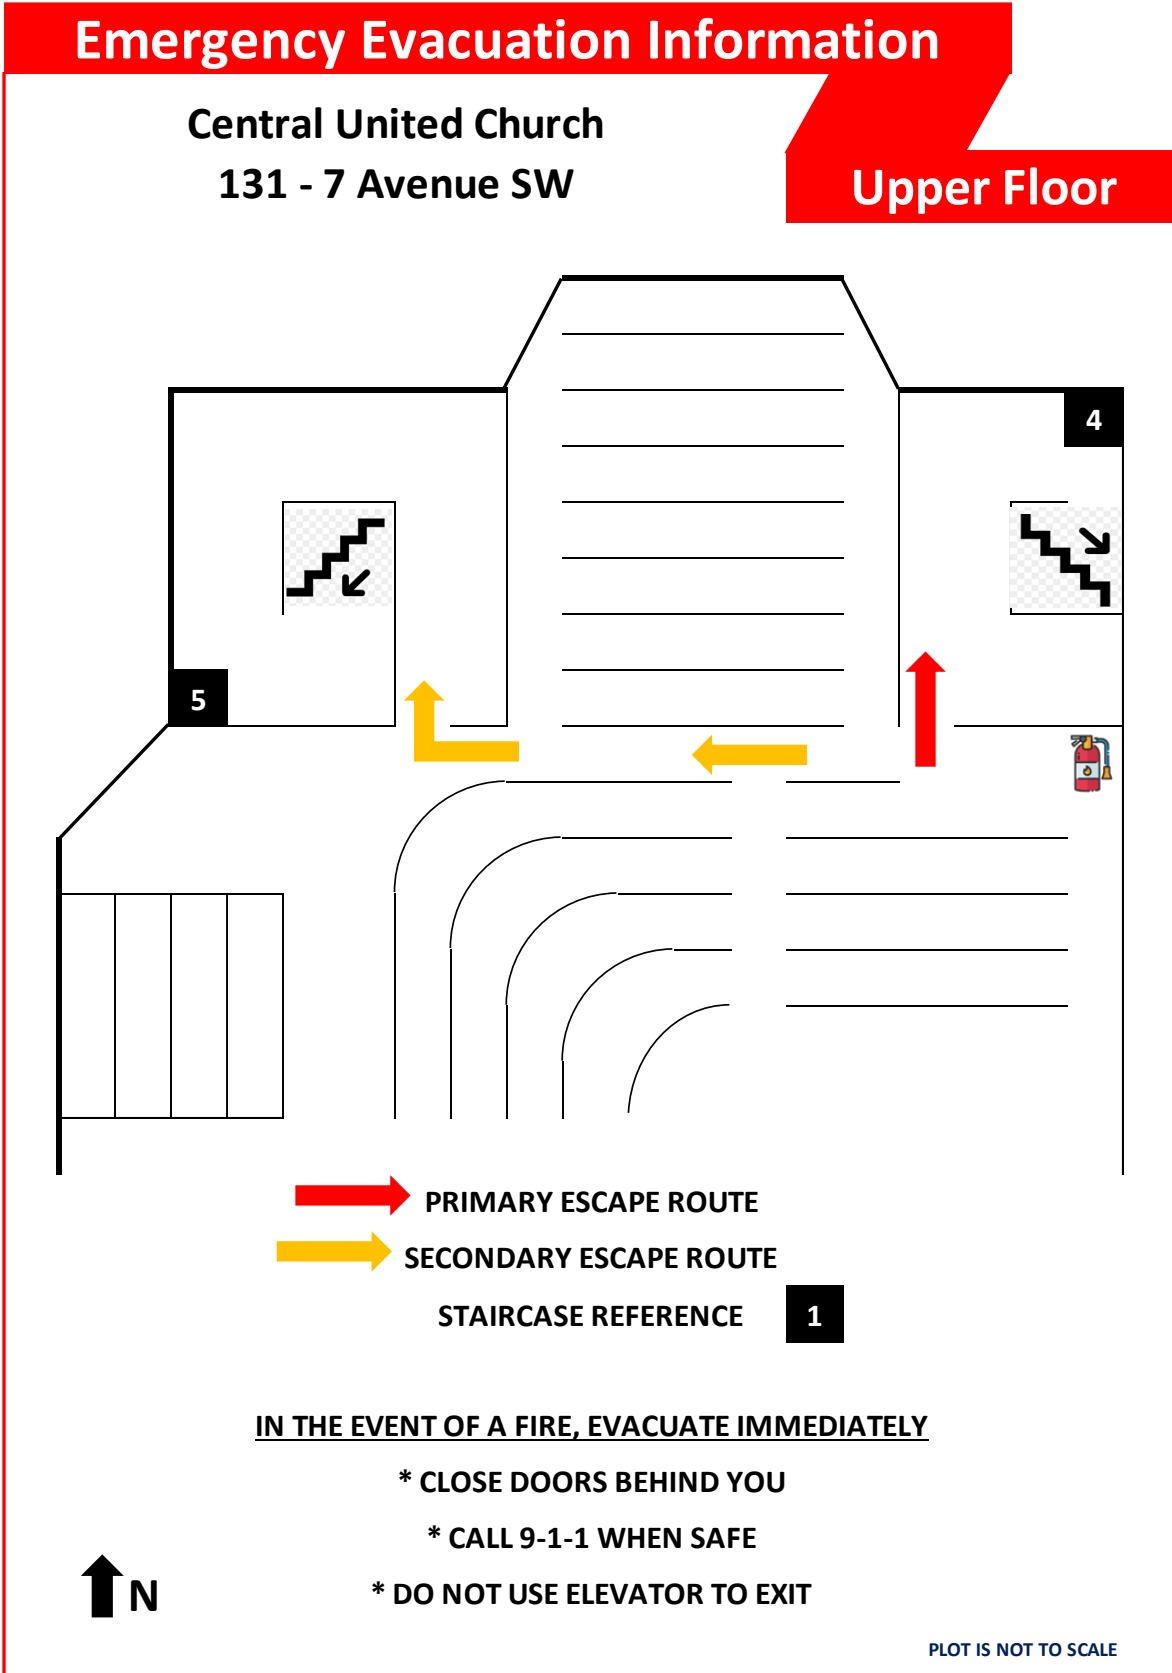 Emergency Evacuation Information
Central United Church
131 - 7 Avenue SW
Upper Floor
4
5
PRIMARY ESCAPE ROUTE
SECONDARY ESCAPE ROUTE
STAIRCASE REFERENCE 1
IN THE EVENT OF A FIRE, EVACUATE IMMEDIATELY
* CLOSE DOORS BEHIND YOU
* CALL 9-1-1 WHEN SAFE
* DO NOT USE ELEVATOR TO EXIT
N
PLOT IS NOT TO SCALE